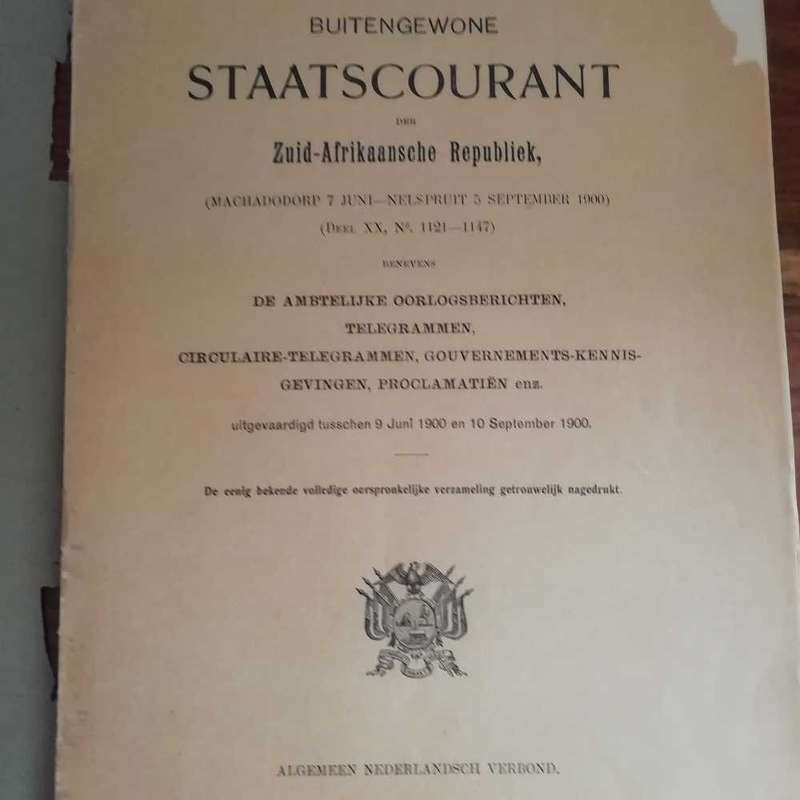 BUITENGEWONE
STAATSCOURANT
DER
Zuid-Afrikaansche Republiek,
(MACHADODORP 7 JUNI—NELSPRUIT 5 SEPTEMBER 1900)
(DEEL XX, No. 1121—1147)
BENEVENS
DE AMBTELIJKE OORLOGSBERICHTEN,
TELEGRAMMEN,
CIRCULAIRE-TELEGRAMMEN, GOUVERNEMENTS-KENNIS-
GEVINGEN, PROCLAMATIËN enz.
uitgevaardigd tusschen 9 Juni 1900 en 10 September 1900.
De eenig bekende volledige oorspronkelijke verzameling getrouwelijk nagedrukt.
ALGEMEEN NEDERLANDSCH VERBOND.